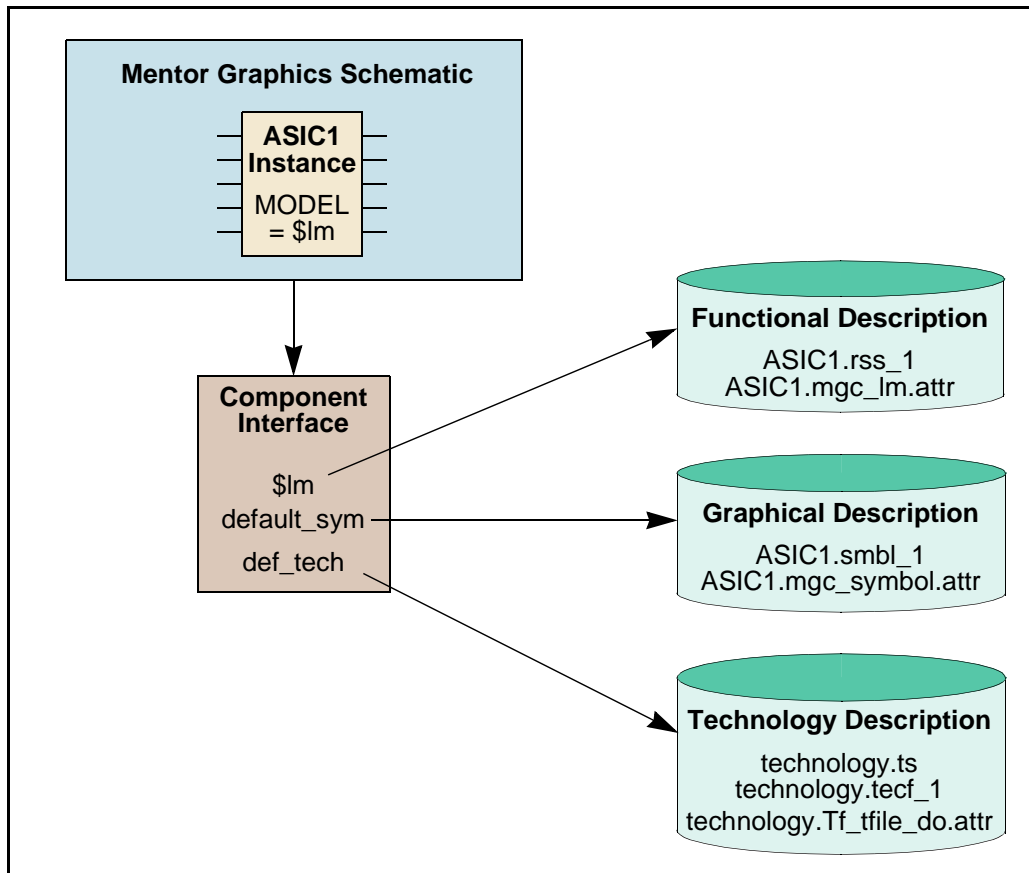 Mentor Graphics Schematic
ASIC1
Instance
MODEL
= $lm
Component
Interface
$lm
default_sym
def_tech
Functional Description
ASIC1.rss_1
ASIC1.mgc_lm.attr
Graphical Description
ASIC1.smbl_1
ASIC1.mgc_symbol.attr
Technology Description
technology.ts
technology.tecf_1
technology.Tf_tfile_do.attr